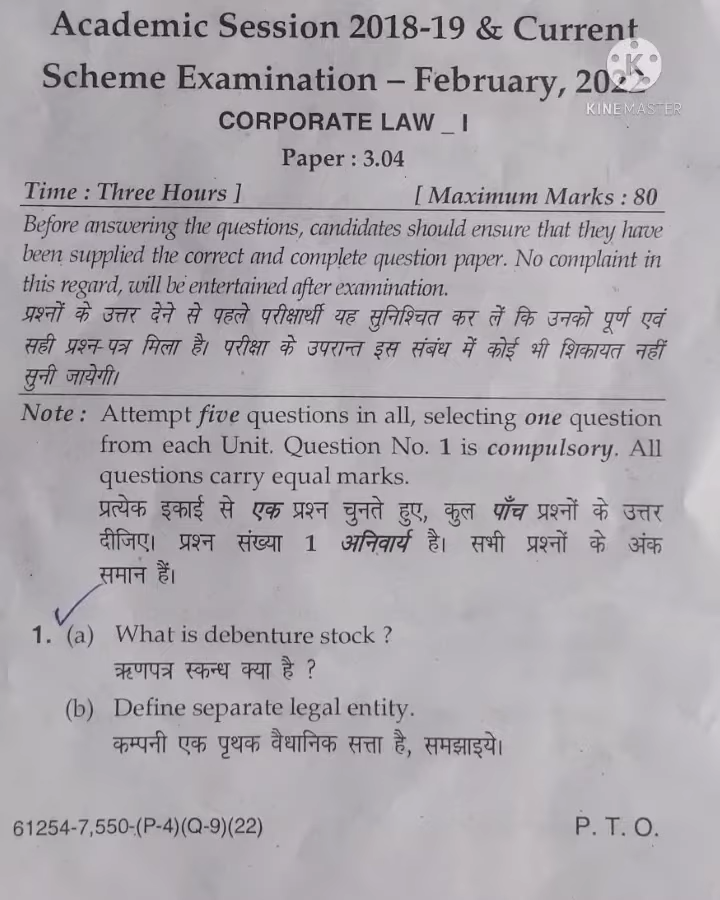 Academic Session 2018-19 & Current
Scheme Examination – February,
KINEMASTER
CORPORATE LAW _ I
Paper : 3.04
Time : Three Hours ] [ Maximum Marks : 80
Before answering the questions, candidates should ensure that they have
been supplied the correct and complete question paper. No complaint in
this regard, will be entertained after examination.
प्रश्नों के उत्तर देने से पहले परीक्षार्थी यह सुनिश्चित कर लें कि उनको पूर्ण एवं
सही प्रश्न-पत्र मिला है। परीक्षा के उपरान्त इस संबंध में कोई भी शिकायत नहीं
सुनी जायेगी।
Note : Attempt five questions in all, selecting one question
from each Unit. Question No. 1 is compulsory. All
questions carry equal marks.
प्रत्येक इकाई से एक प्रश्न चुनते हुए, कुल पाँच प्रश्नों के उत्तर
दीजिए। प्रश्न संख्या 1 अनिवार्य है। सभी प्रश्नों के अंक
समान हैं।
1. (a) What is debenture stock ?
ऋणपत्र स्कन्ध क्या है ?
(b) Define separate legal entity.
कम्पनी एक पृथक वैधानिक सत्ता है, समझाइये।
61254-7,550-(P-4)(Q-9)(22) P. T. O.